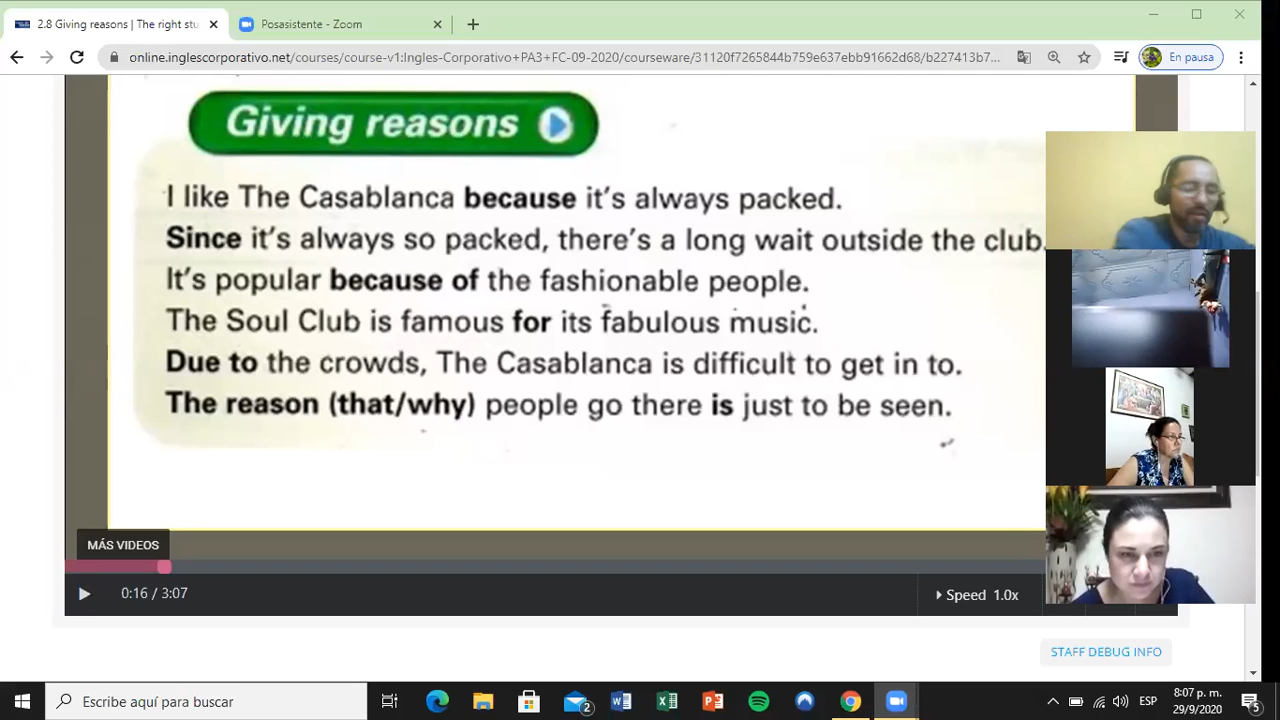 2.8 Giving reasons | The right stu
Posasistente - Zoom
online.inglescorporativo.net/courses/course-v1:Ingles-Corporativo+PA3+FC-09-2020/courseware/31120f7265844b759e637ebb91662d68/b227413b7...
En pausa
Giving reasons
I like The Casablanca because it's always packed.
Since it's always so packed, there's a long wait outside the club.
It's popular because of the fashionable people.
The Soul Club is famous for its fabulous music.
Due to the crowds, The Casablanca is difficult to get in to.
The reason (that/why) people go there is just to be seen.
MÁS VIDEOS
0:16 / 3:07
Speed 1.0x
STAFF DEBUG INFO
Escribe aquí para buscar
2
ESP
8:07 p. m.
29/9/2020
5